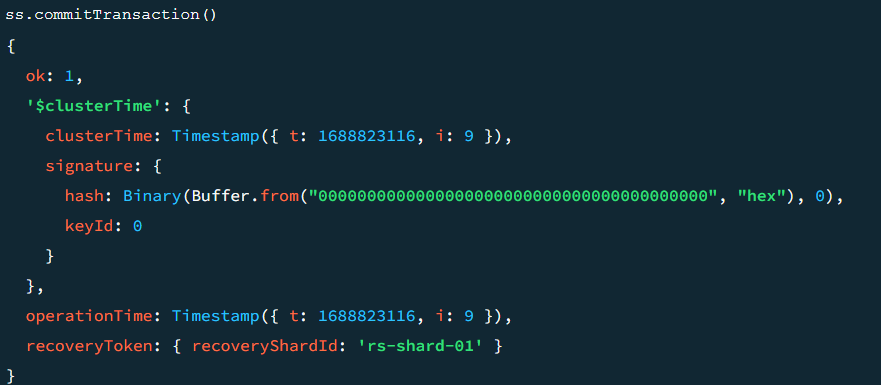 ss.commitTransaction()
{
  ok: 1,
  '$clusterTime': {
    clusterTime: Timestamp({ t: 1688823116, i: 9 }),
    signature: {
      hash: Binary(Buffer.from("0000000000000000000000000000000000000000", "hex"), 0),
      keyId: 0
    }
  },
  operationTime: Timestamp({ t: 1688823116, i: 9 }),
  recoveryToken: { recoveryShardId: 'rs-shard-01' }
}